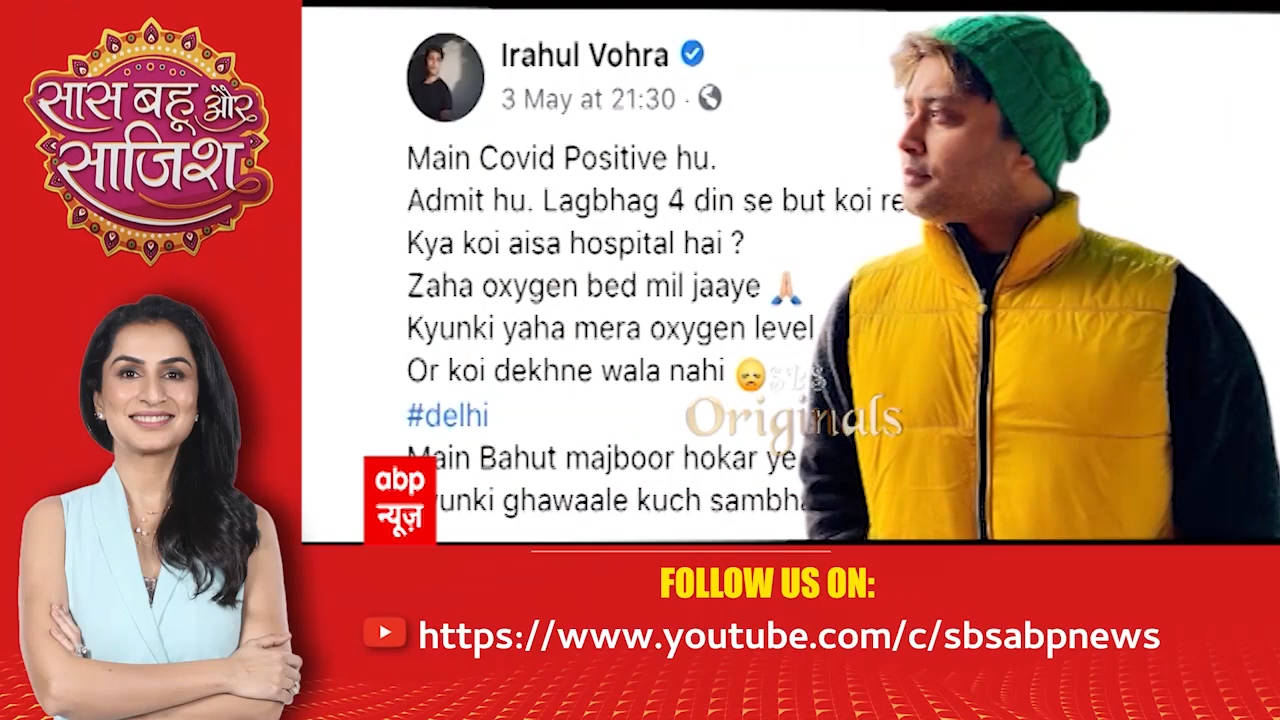 सास बहू और
साजिश
Irahul Vohra
3 May at 21:30 ·
Main Covid Positive hu.
Admit hu. Lagbhag 4 din se but koi re
Kya koi aisa hospital hai ?
Zaha oxygen bed mil jaaye 🙏
Kyunki yaha mera oxygen level
Or koi dekhne wala nahi 😞
SBS
Originals
#delhi
Main Bahut majboor hokar ye
yunki ghawaale kuch sambha
abp
न्यूज़
FOLLOW US ON:
https://www.youtube.com/c/sbsabpnews